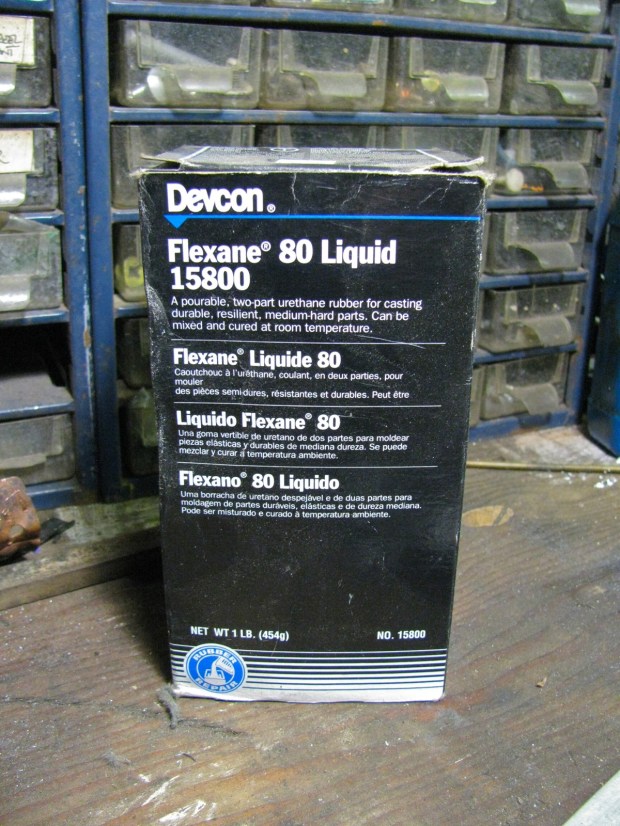 Devcon®
Flexane® 80 Liquid
15800
A pourable, two-part urethane rubber for casting
durable, resilient, medium-hard parts. Can be
mixed and cured at room temperature.
Flexane® Liquide 80
Caoutchouc à l'uréthane, coulant, en deux parties, pour
mouler
des pièces semi-dures, résistantes et durables. Peut être
Liquido Flexane® 80
Una goma vertible de uretano de dos partes para moldear
piezas elásticas y durables de mediana dureza. Se puede
mezclar y curar a temperatura ambiente.
Flexano® 80 Liquido
Uma borracha de uretano despejável e de duas partes para
moldagem de partes duráveis, elásticas e de dureza mediana.
Pode ser misturado e curado à temperatura ambiente.
NET WT 1 LB. (454g)
NO. 15800
RUBBER
REPAIR